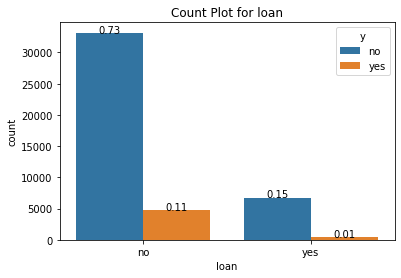 Count Plot for loan
y
no
yes
0.73
0.11
0.15
0.01
30000
25000
20000
15000
10000
5000
0
count
no
yes
loan